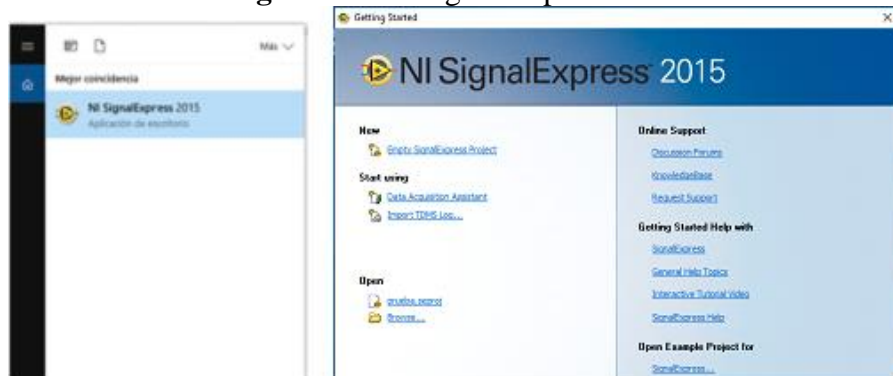 Más
Mejor coincidencia
NI SignalExpress 2015
Aplicación de escritorio
Getting Started
NI SignalExpress 2015
New
Empty SignalExpress Project
Start using
Data Acquisition Assistant
Import TDMS Log...
Open
prueba.seproj
Browse...
Online Support
Discussion Forums
KnowledgeBase
Request Support
Getting Started Help with
SignalExpress
General Help Topics
Interactive Tutorial Video
SignalExpress Help
Open Example Project for
SignalExpress...